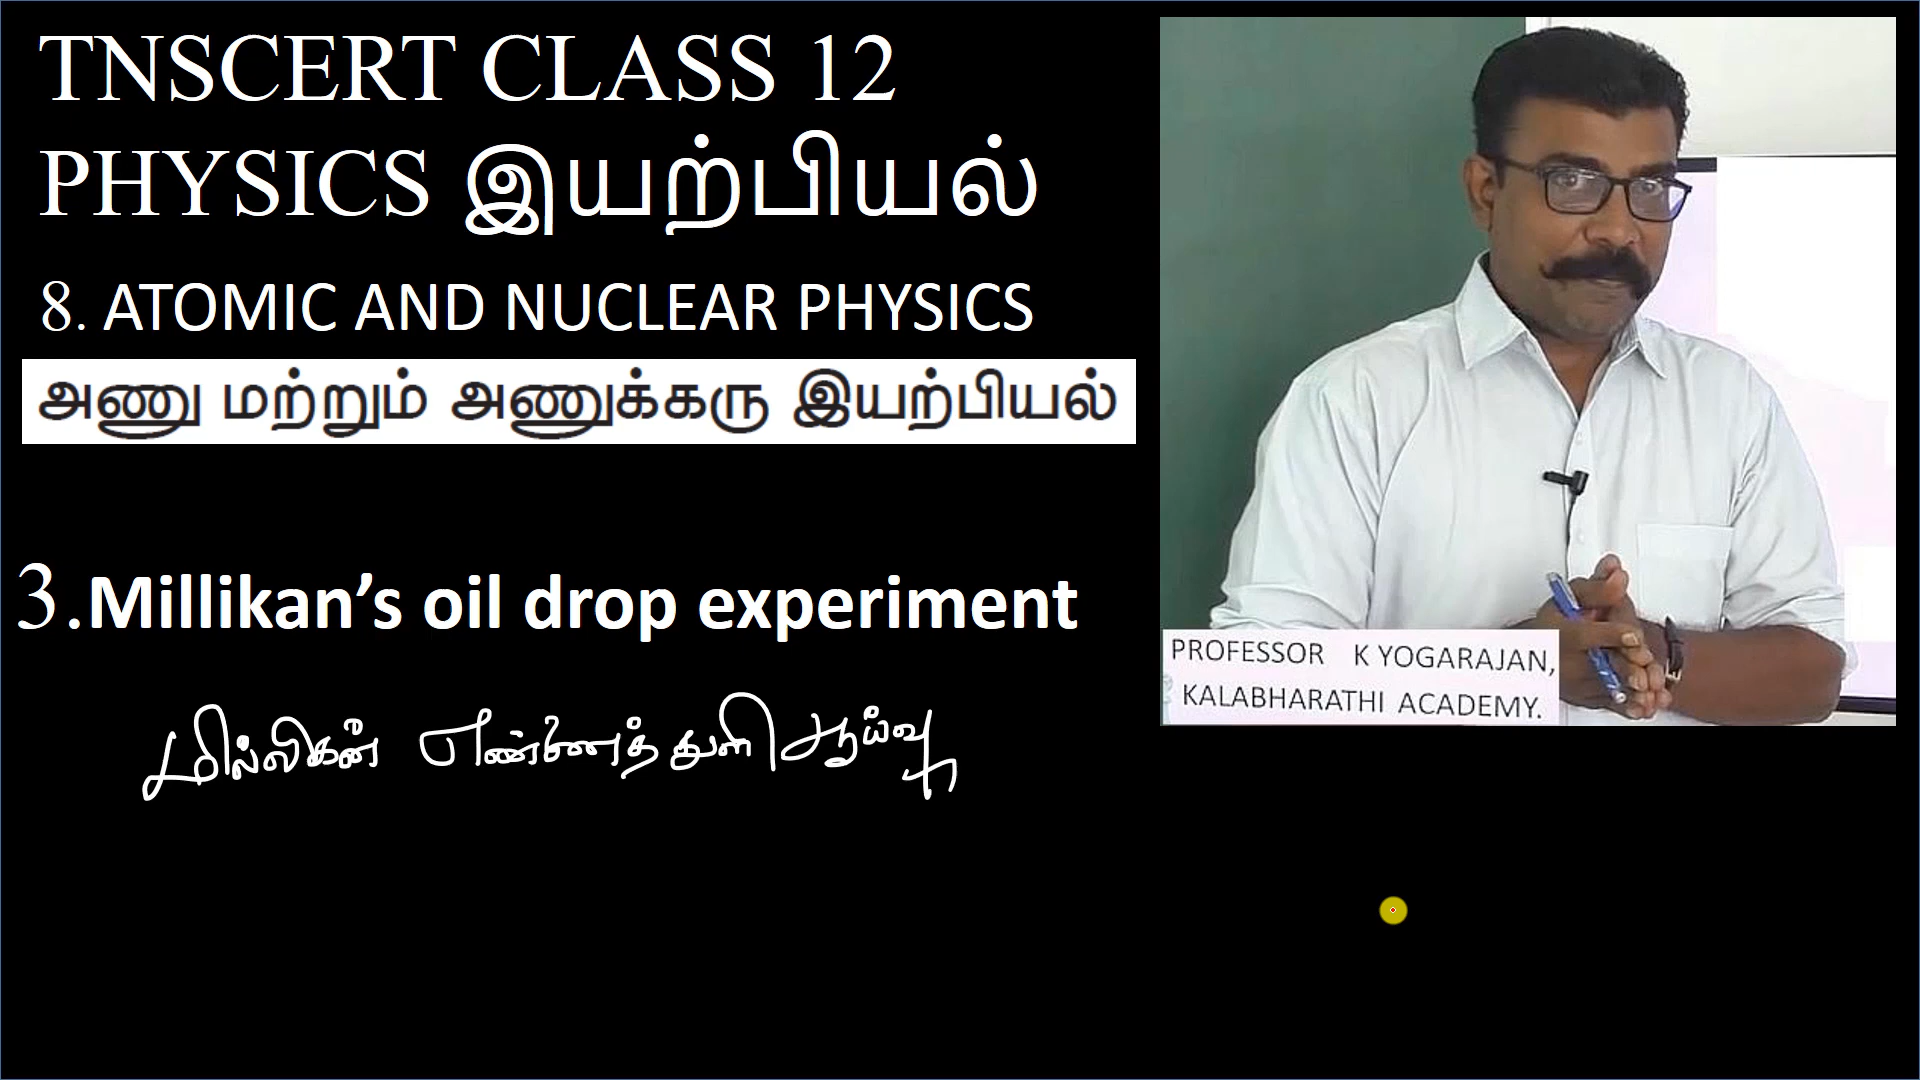 TNSCERT CLASS 12
PHYSICS இயற்பியல்
8. ATOMIC AND NUCLEAR PHYSICS
அணு மற்றும் அணுக்கரு இயற்பியல்
3.Millikan’s oil drop experiment
மில்லிகன் எண்ணெத் துளி ஆய்வு
PROFESSOR K YOGARAJAN,
KALABHARATHI ACADEMY.